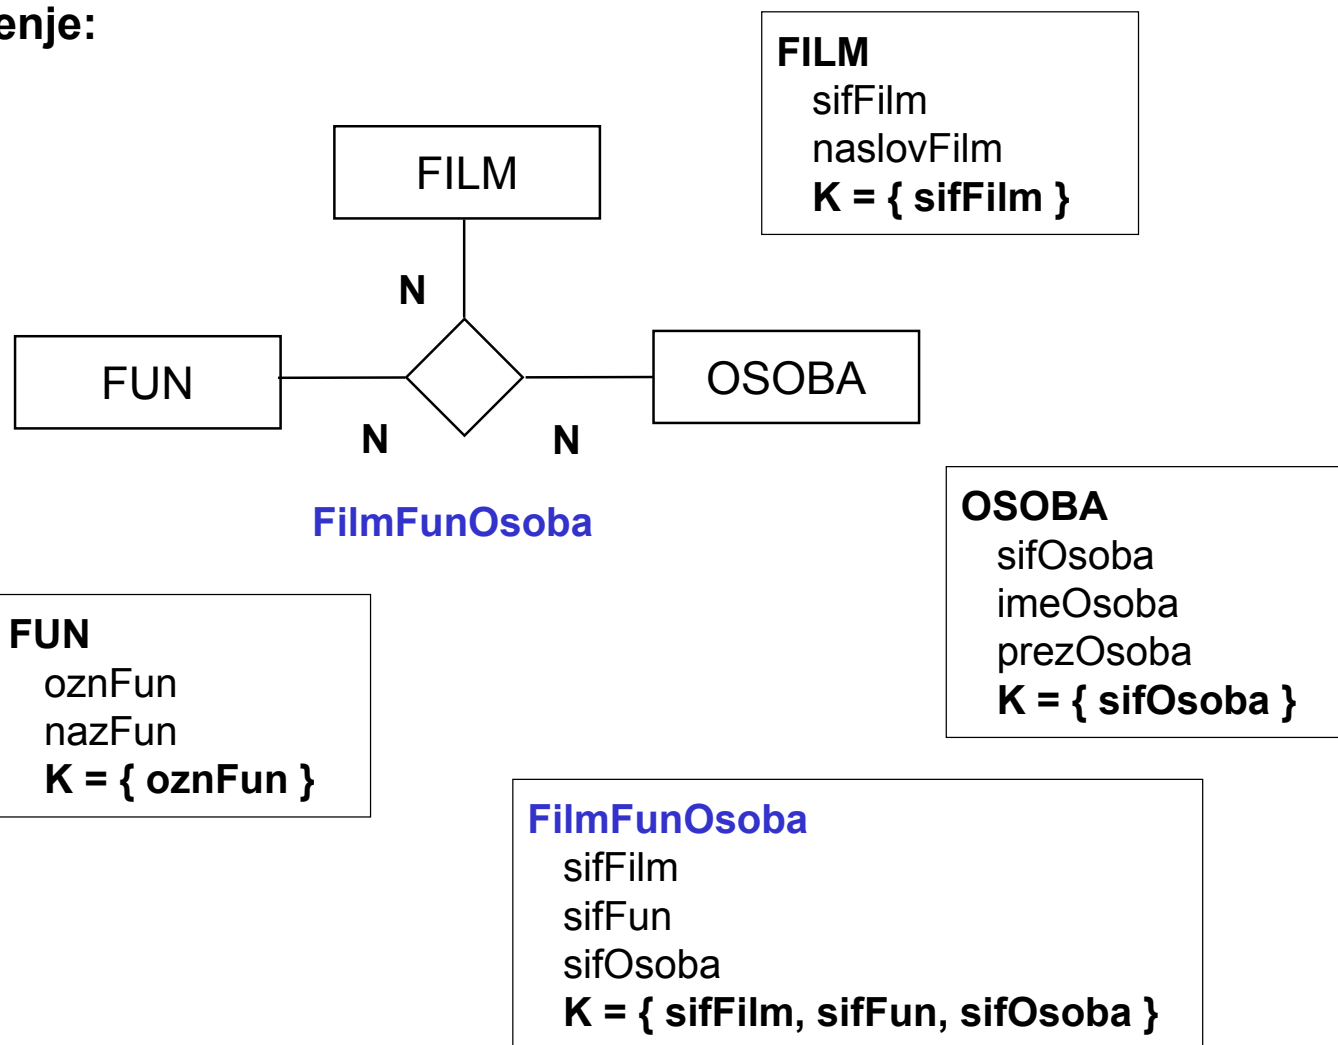 enje:
FILM
sifFilm
naslovFilm
K = { sifFilm }
FILM
N
FUN
OSOBA
N
N
FilmFunOsoba
OSOBA
sifOsoba
imeOsoba
prezOsoba
K = { sifOsoba }
FUN
oznFun
nazFun
K = { oznFun }
FilmFunOsoba
sifFilm
sifFun
sifOsoba
K = { sifFilm, sifFun, sifOsoba }